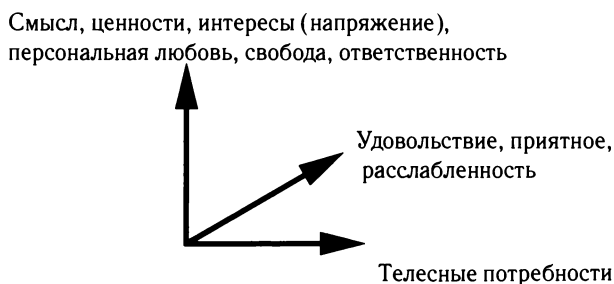 Смысл, ценности, интересы (напряжение),
персональная любовь, свобода, ответственность
Удовольствие, приятное,
расслабленность
Телесные потребности